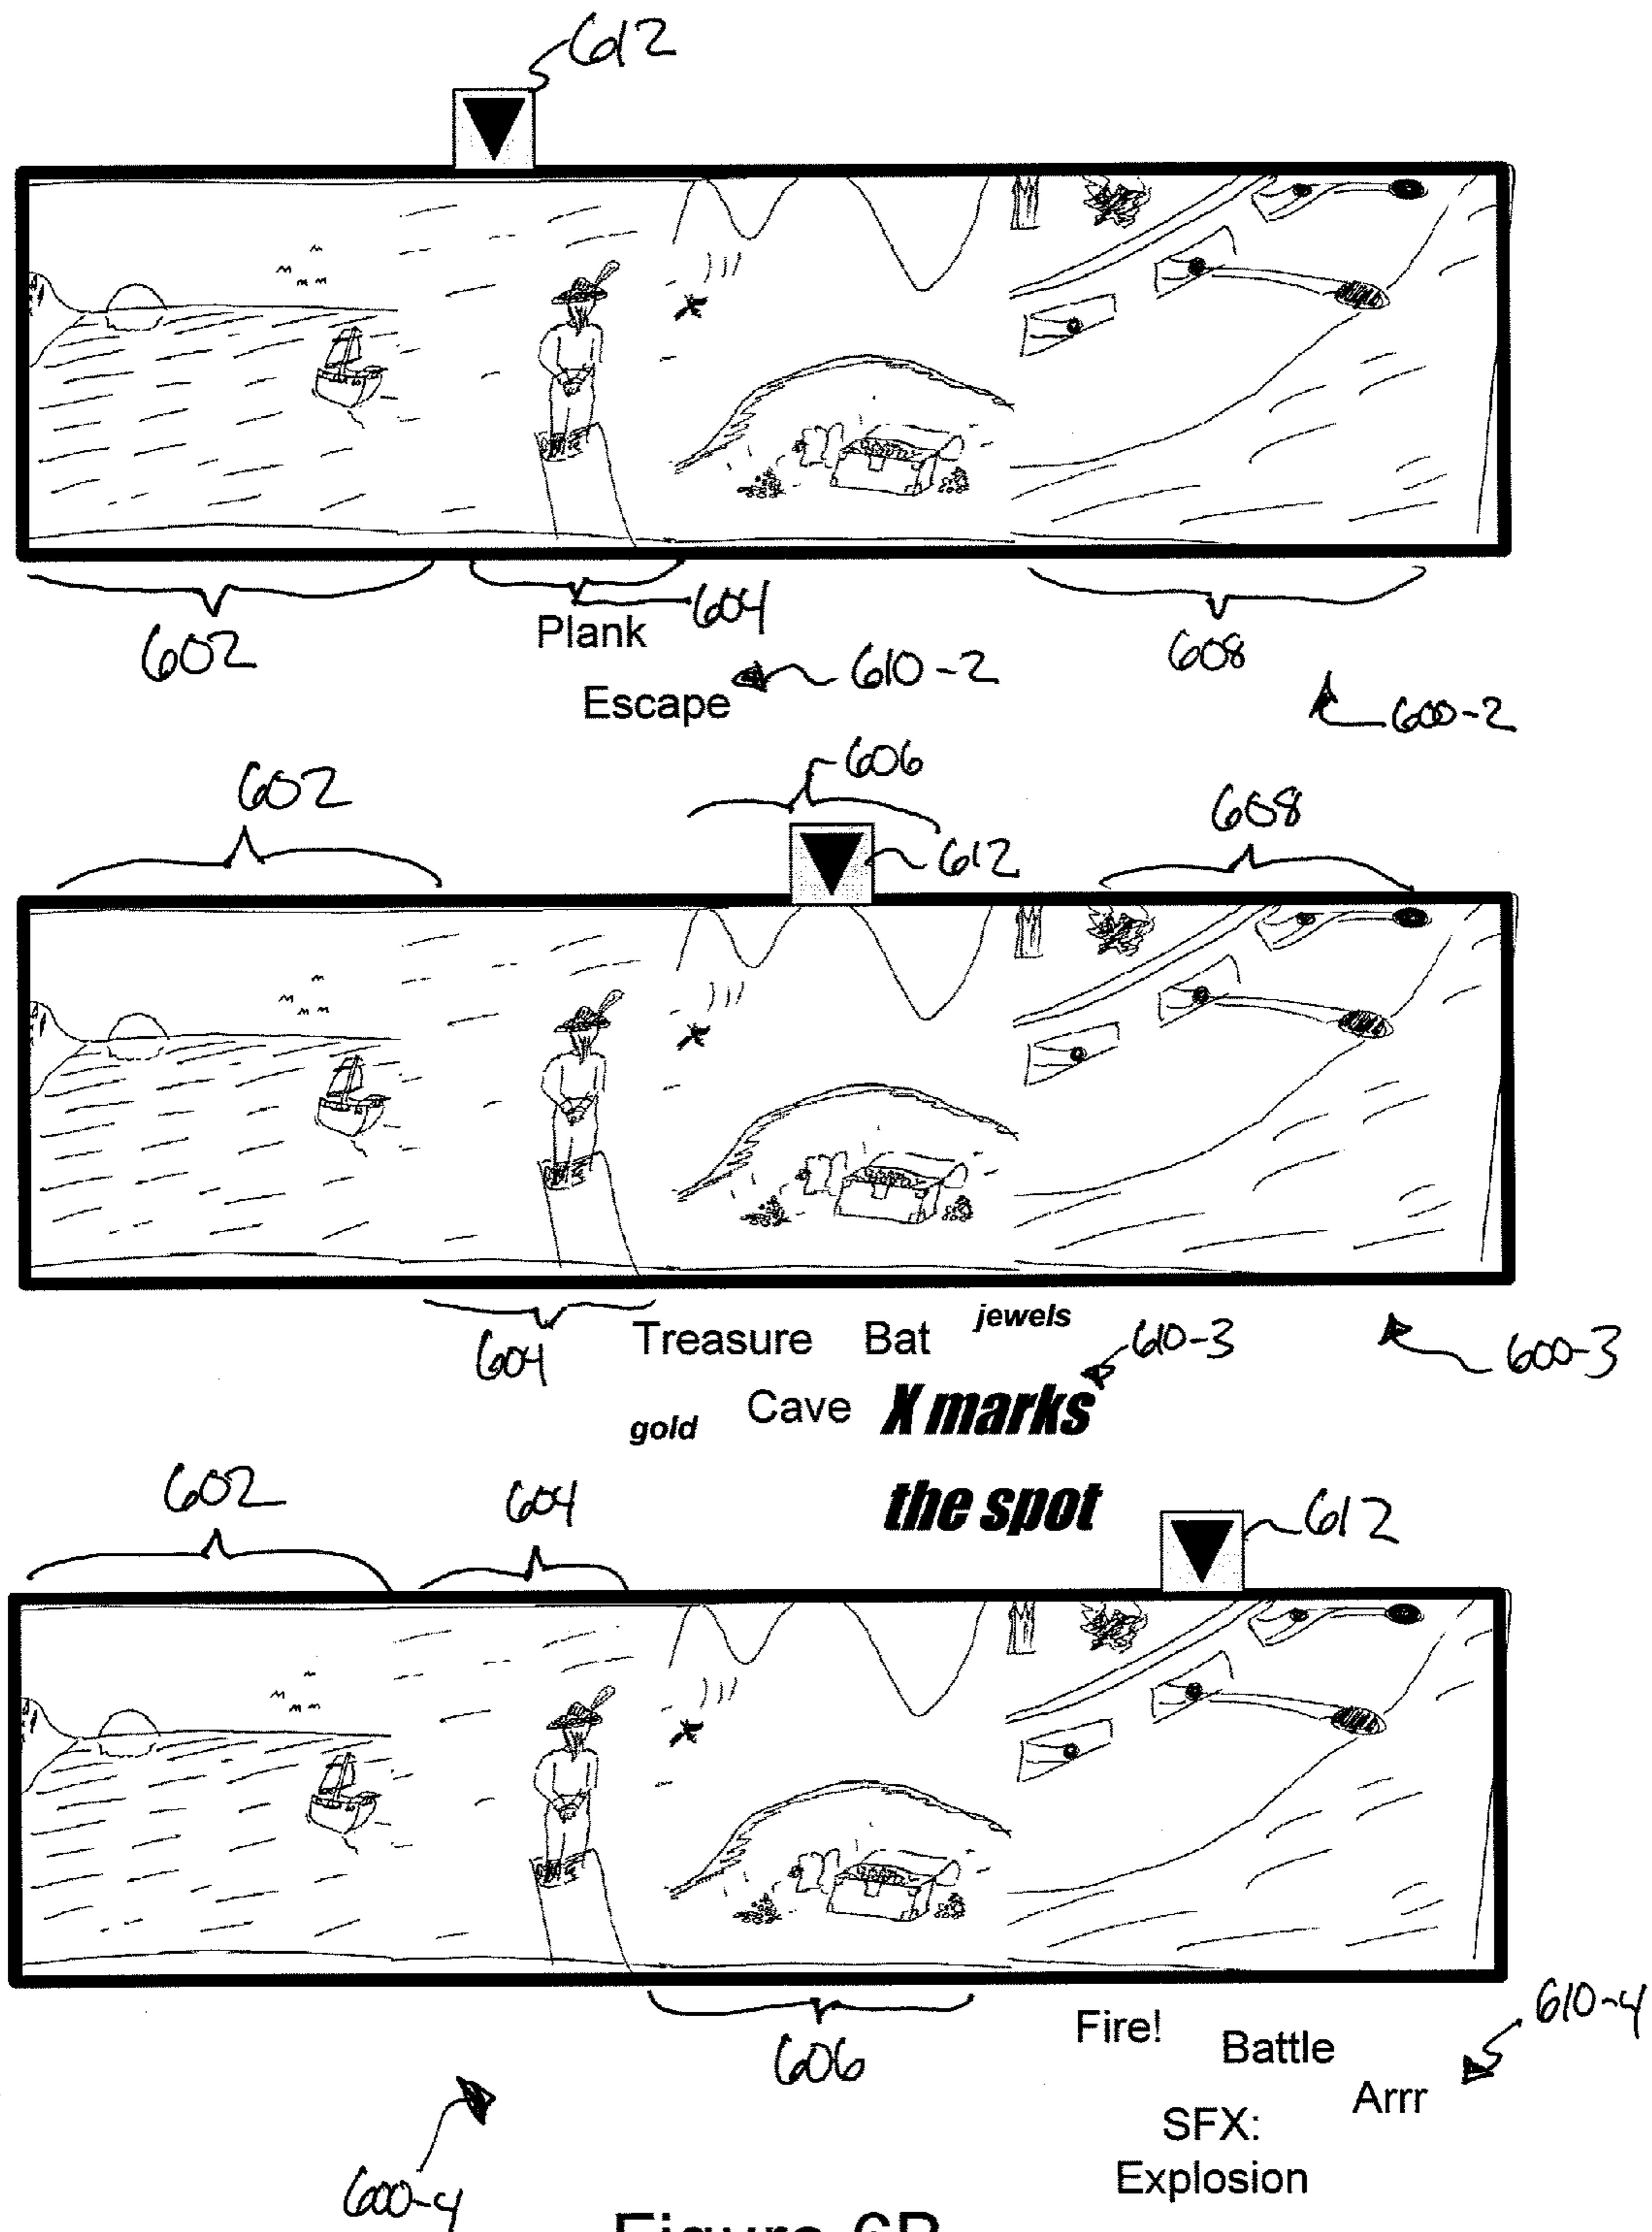 612
Plank
604
602
608
Escape
610-2
600-2
602
606
608
612
604
Treasure Bat jewels
610-3
600-3
gold Cave X marks
the spot
602
604
612
606
Fire!
Battle
610-4
Arrr
SFX:
Explosion
600-4
Figure 6B